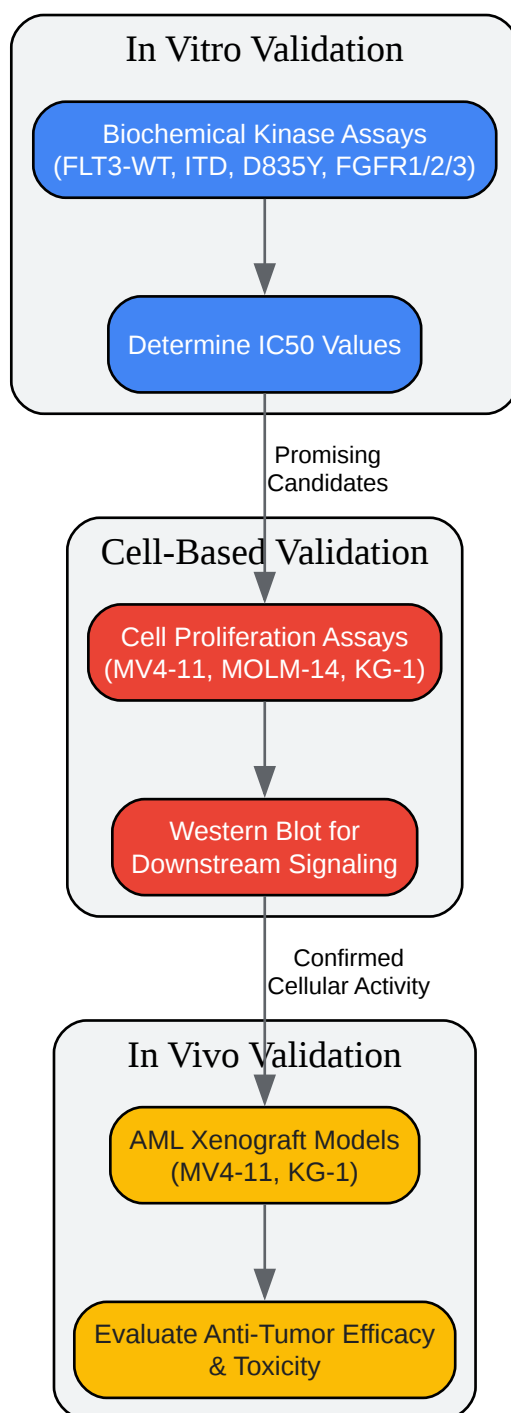 In Vitro Validation
Biochemical Kinase Assays
(FLT3-WT, ITD, D835Y, FGFR1/2/3)
Determine IC50 Values
Promising
Candidates
Cell-Based Validation
Cell Proliferation Assays
(MV4-11, MOLM-14, KG-1)
Western Blot for
Downstream Signaling
Confirmed
Cellular Activity
In Vivo Validation
AML Xenograft Models
(MV4-11, KG-1)
Evaluate Anti-Tumor Efficacy
& Toxicity